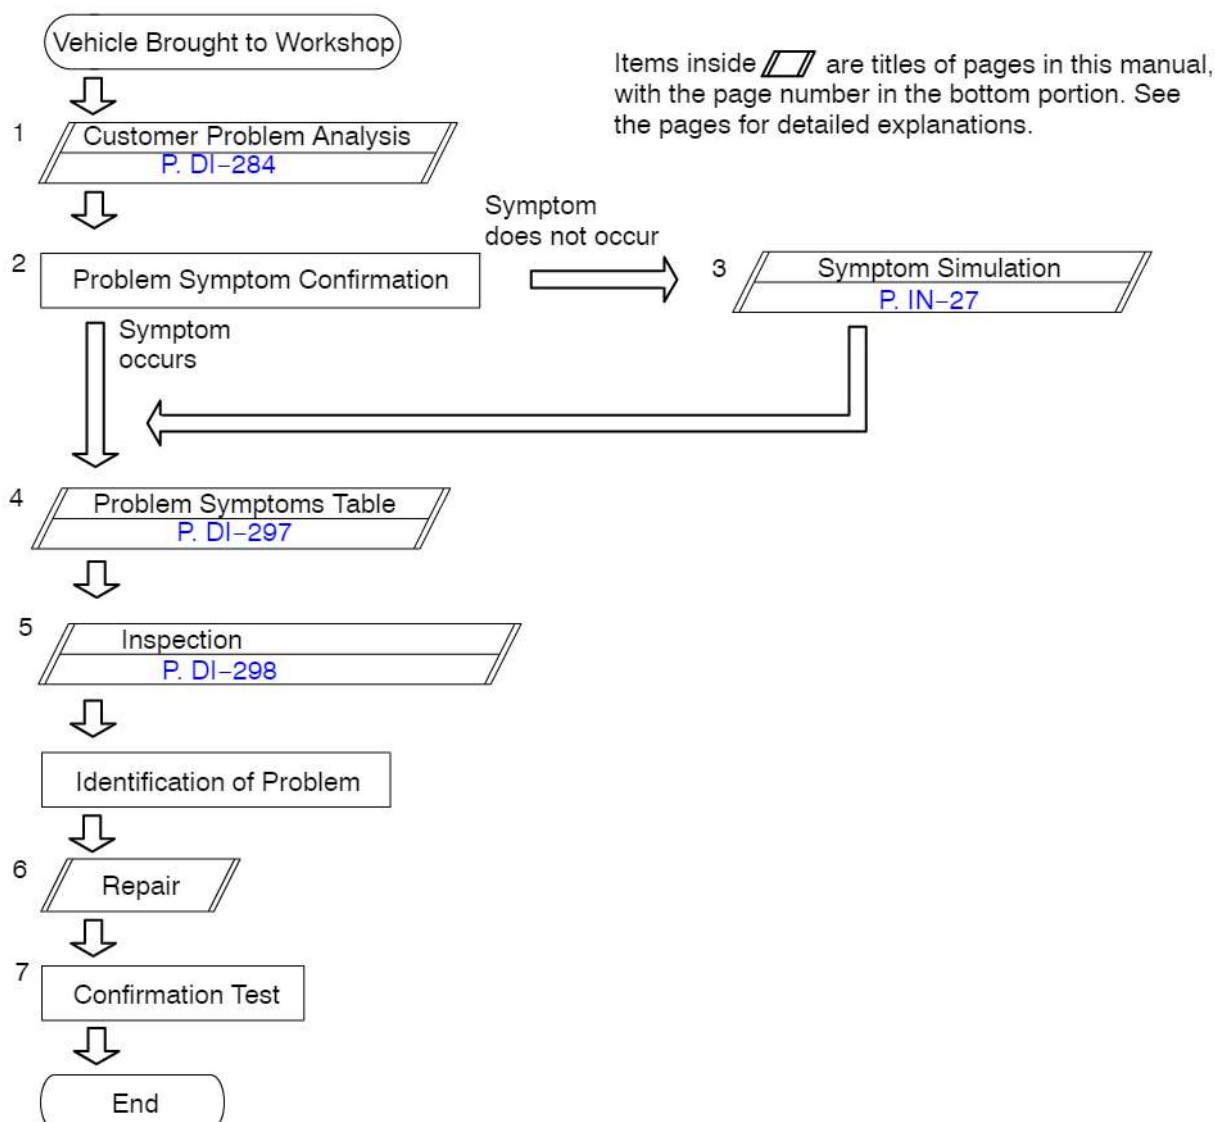 Vehicle Brought to Workshop
Items inside are titles of pages in this manual,
with the page number in the bottom portion. See
the pages for detailed explanations.
1
Customer Problem Analysis
P. DI–284
2
Problem Symptom Confirmation
Symptom
does not occur
3
Symptom Simulation
P. IN–27
Symptom
occurs
4
Problem Symptoms Table
P. DI–297
5
Inspection
P. DI–298
Identification of Problem
6
Repair
7
Confirmation Test
End